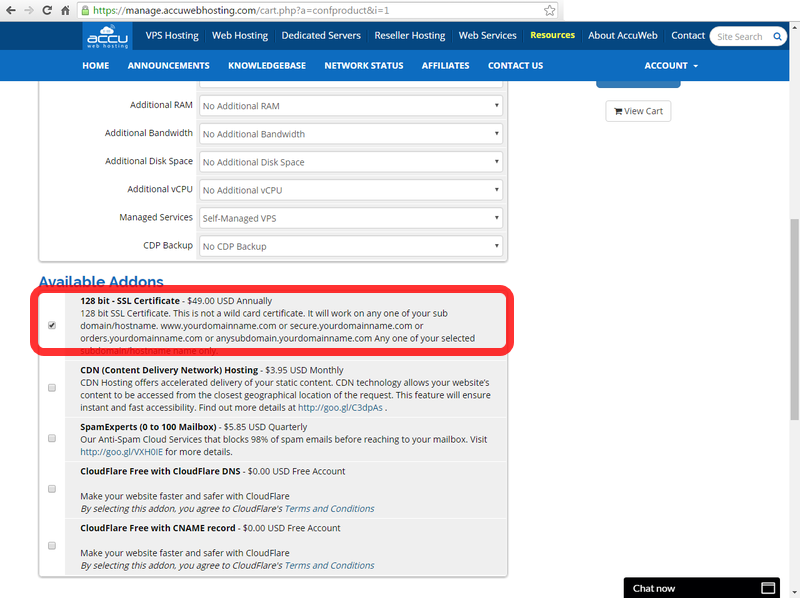 https://manage.accuwebhosting.com/cart.php?a=confproduct&i=1
accu
web hosting
VPS Hosting Web Hosting Dedicated Servers Reseller Hosting Web Services Resources About AccuWeb Contact Site Search
HOME ANNOUNCEMENTS KNOWLEDGEBASE NETWORK STATUS AFFILIATES CONTACT US ACCOUNT
Additional RAM No Additional RAM
View Cart
Additional Bandwidth No Additional Bandwidth
Additional Disk Space No Additional Disk Space
Additional vCPU No Additional vCPU
Managed Services Self-Managed VPS
CDP Backup No CDP Backup
Available Addons
128 bit - SSL Certificate - $49.00 USD Annually
128 bit SSL Certificate. This is not a wild card certificate. It will work on any one of your sub
domain/hostname. www.yourdomainname.com or secure.yourdomainname.com or
orders.yourdomainname.com or anysubdomain.yourdomainname.com Any one of your selected
subdomain/hostname name only.
CDN (Content Delivery Network) Hosting - $3.95 USD Monthly
CDN Hosting offers accelerated delivery of your static content. CDN technology allows your website's
content to be accessed from the closest geographical location of the request. This feature will ensure
instant and fast accessibility. Find out more details at http://goo.gl/C3dpAs .
SpamExperts (0 to 100 Mailbox) - $5.85 USD Quarterly
Our Anti-Spam Cloud Services that blocks 98% of spam emails before reaching to your mailbox. Visit
http://goo.gl/VXH0IE for more details.
CloudFlare Free with CloudFlare DNS - $0.00 USD Free Account
Make your website faster and safer with CloudFlare
By selecting this addon, you agree to CloudFlare's Terms and Conditions
CloudFlare Free with CNAME record - $0.00 USD Free Account
Make your website faster and safer with CloudFlare
By selecting this addon, you agree to CloudFlare's Terms and Conditions
Chat now